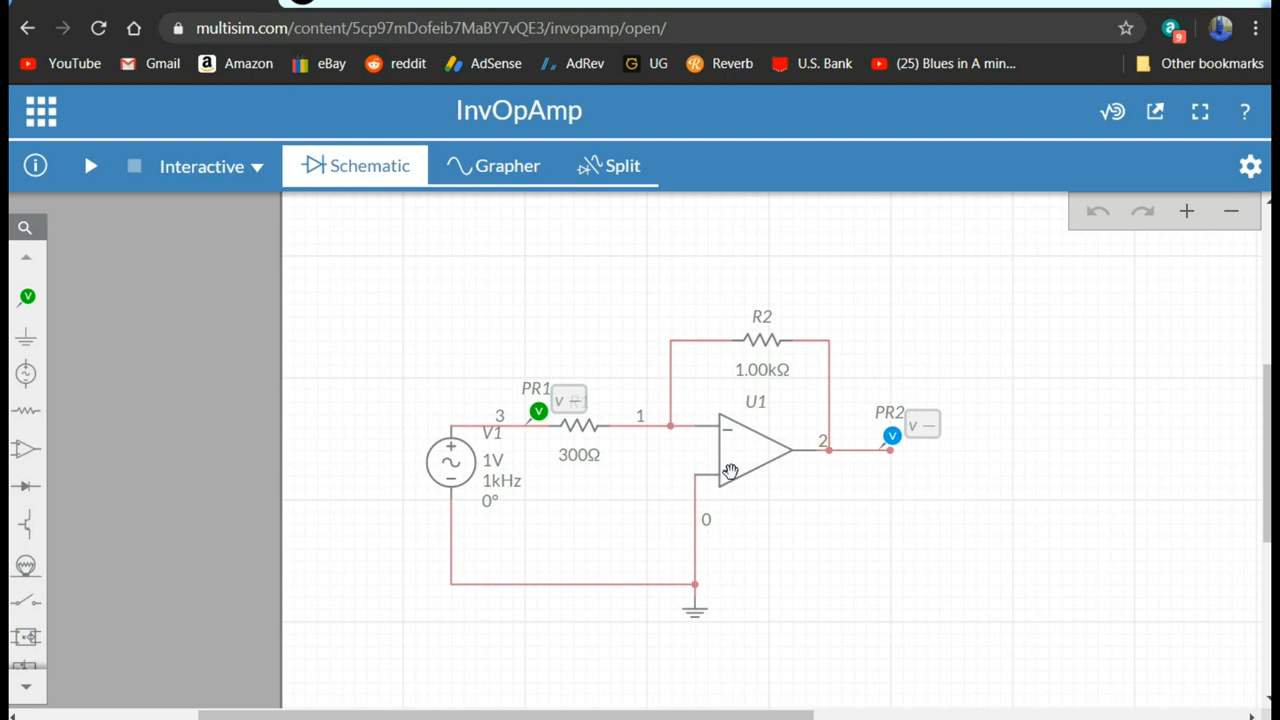 multisim.com/content/5cp97mDofeib7MaBY7vQE3/invopamp/open/
a
9
YouTube Gmail Amazon eBay reddit AdSense AdRev UG Reverb U.S. Bank (25) Blues in A min... Other bookmarks
InvOpAmp
?
Interactive Schematic Grapher Split
V
R2
1.00kΩ
U1
PR1 V v —
R1
3
V1
1V
1kHz
0°
300Ω
1
PR2 V v —
2
0